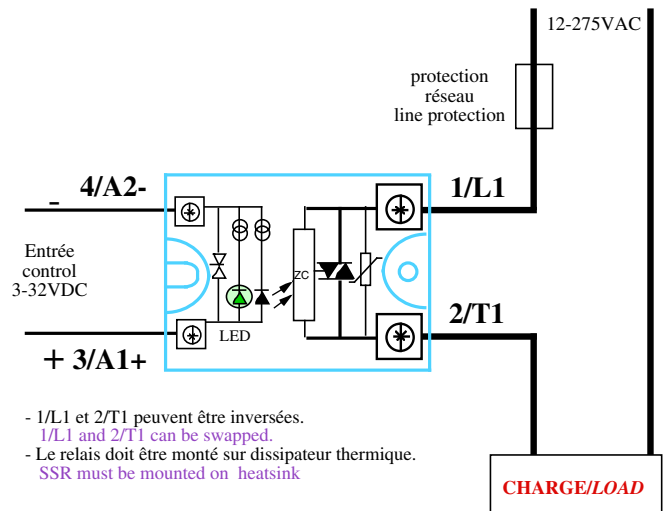 12-275VAC
protection
réseau
line protection
4/A2-
1/L1
-
Entrée
control
3-32VDC
ZC
LED
2/T1
+ 3/A1+
- 1/L1 et 2/T1 peuvent être inversées.
1/L1 and 2/T1 can be swapped.
- Le relais doit être monté sur dissipateur thermique.
SSR must be mounted on heatsink
CHARGE/LOAD